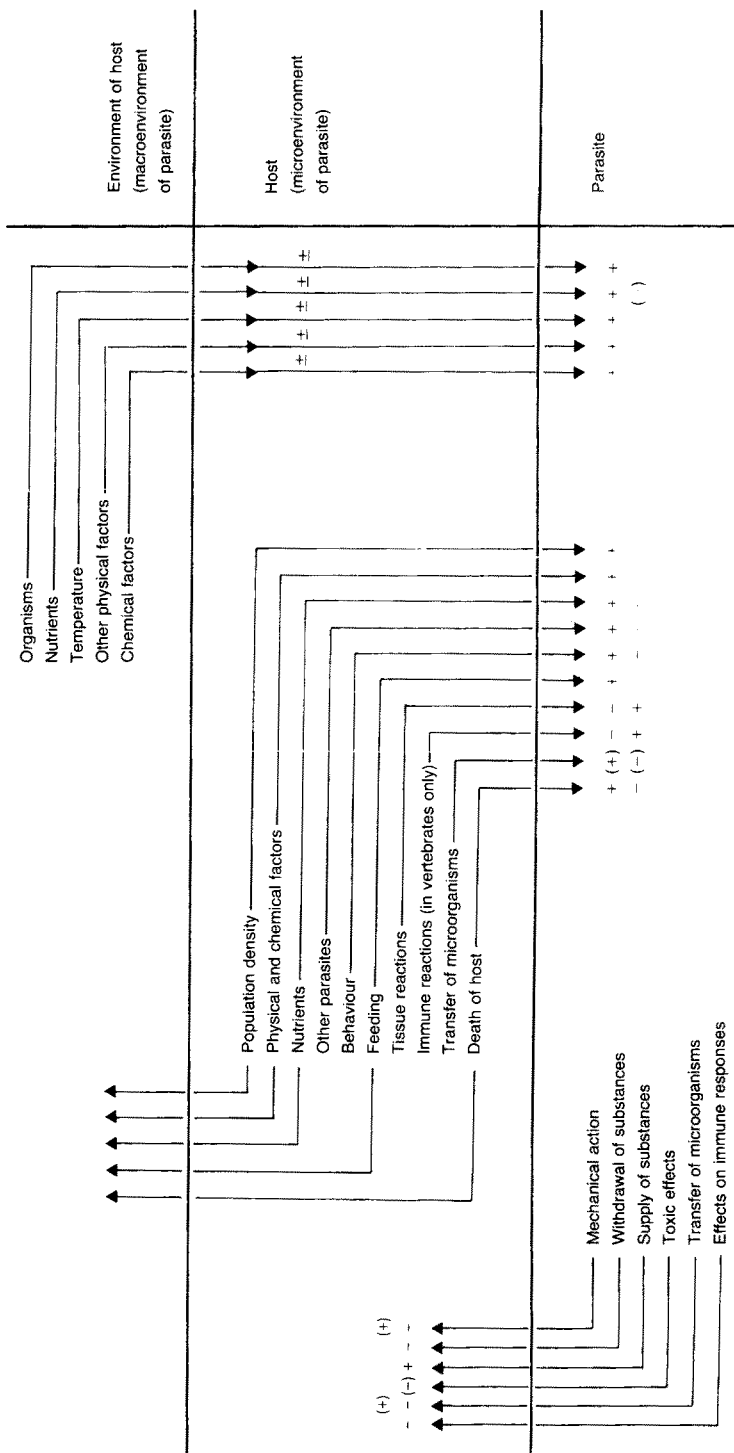 Environment of host
(macroenvironment
of parasite)
Host
(microenvironment
of parasite)
Parasite
Organisms
Nutrients
Temperature
Other physical factors
Chemical factors
± ± ± ± ±
+ + + + +
Population density
Physical and chemical factors
Nutrients
Other parasites
Behaviour
Feeding
Tissue reactions
Immune reactions (in vertebrates only)
Transfer of microorganisms
Death of host
+ (+) − − + + + + + +
− (−) + +
Mechanical action
Withdrawal of substances
Supply of substances
Toxic effects
Transfer of microorganisms
Effects on immune responses
(+) (+)
− − (−) + − −